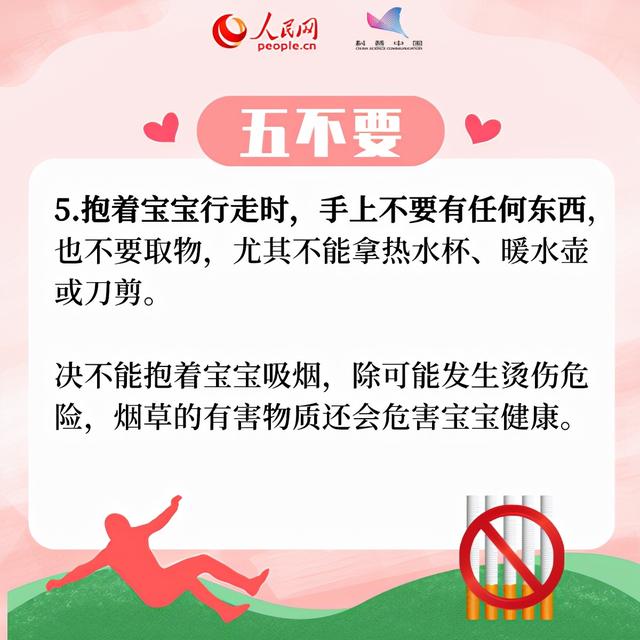 人民网
people.cn
科普中国
CHINA SCIENCE COMMUNICATION
五不要
5.抱着宝宝行走时，手上不要有任何东西，
也不要取物，尤其不能拿热水杯、暖水壶
或刀剪。
决不能抱着宝宝吸烟，除可能发生烫伤危
险，烟草的有害物质还会危害宝宝健康。